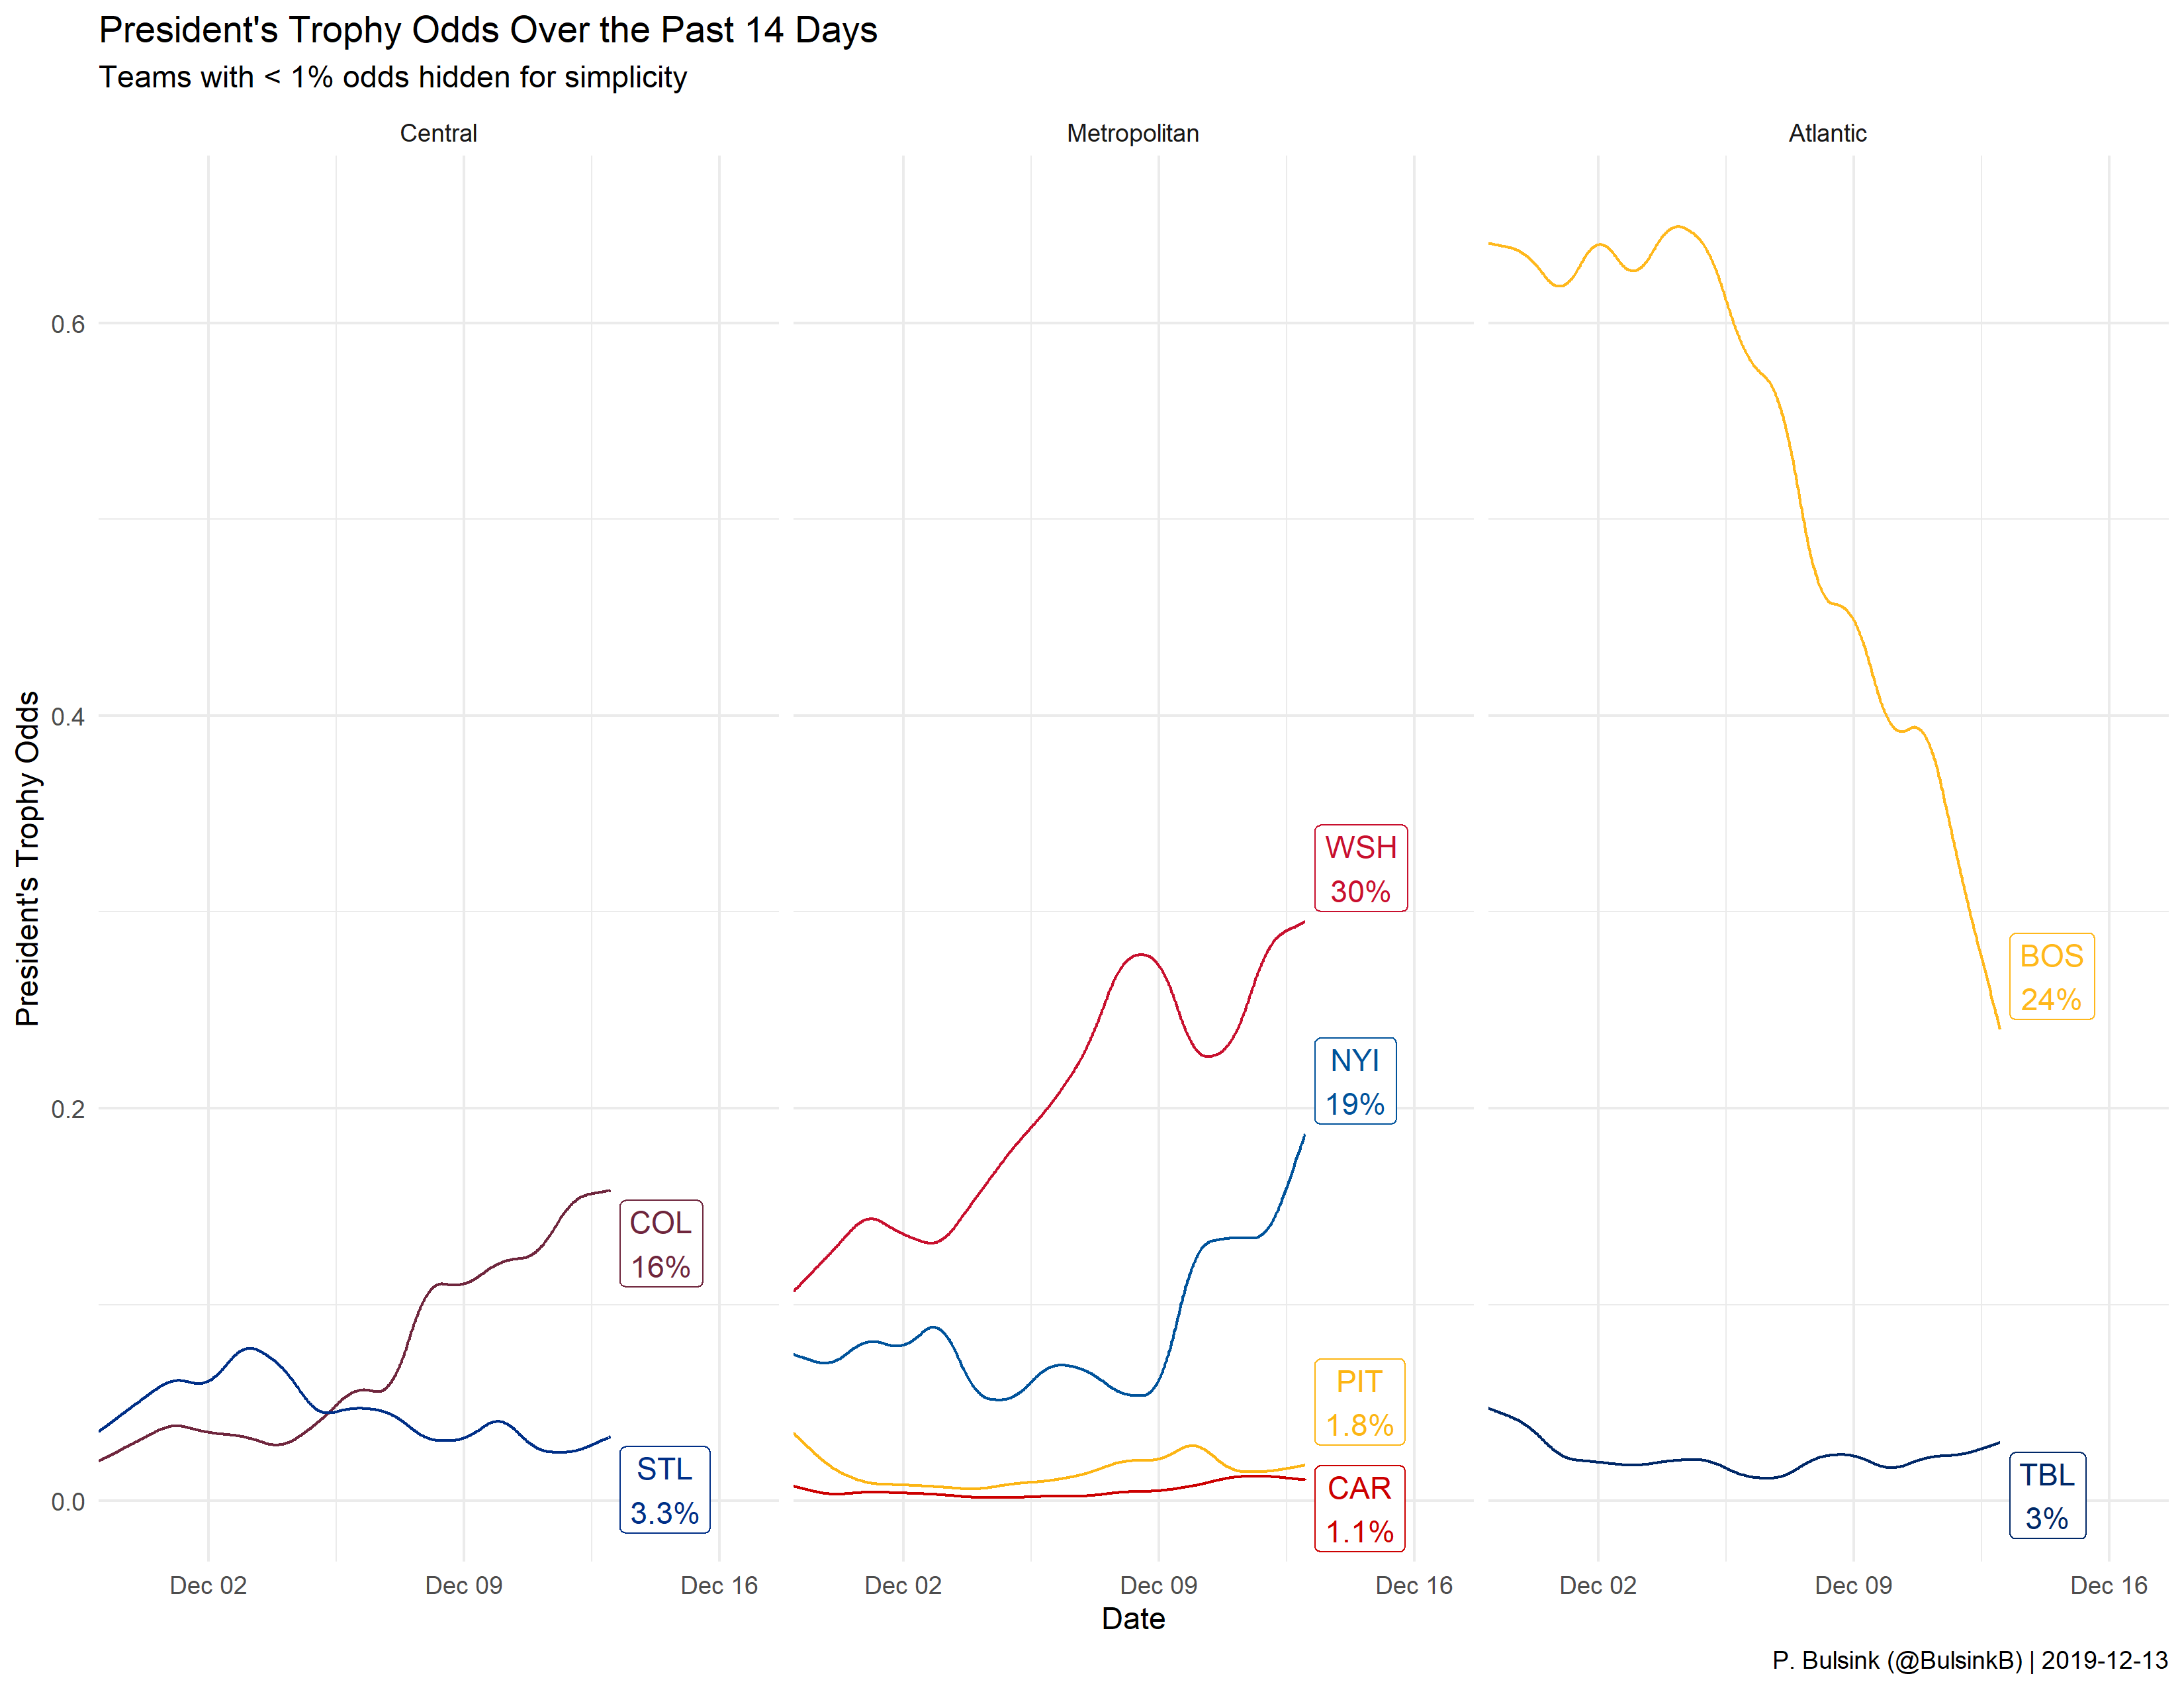 President's Trophy Odds Over the Past 14 Days
Teams with < 1% odds hidden for simplicity
Central
Metropolitan
Atlantic
President's Trophy Odds
0.6
0.4
0.2
0.0
COL
16%
STL
3.3%
WSH
30%
NYI
19%
PIT
1.8%
CAR
1.1%
BOS
24%
TBL
3%
Dec 02
Dec 09
Dec 16
Dec 02
Dec 09
Dec 16
Dec 02
Dec 09
Dec 16
Date
P. Bulsink (@BulsinkB) | 2019-12-13